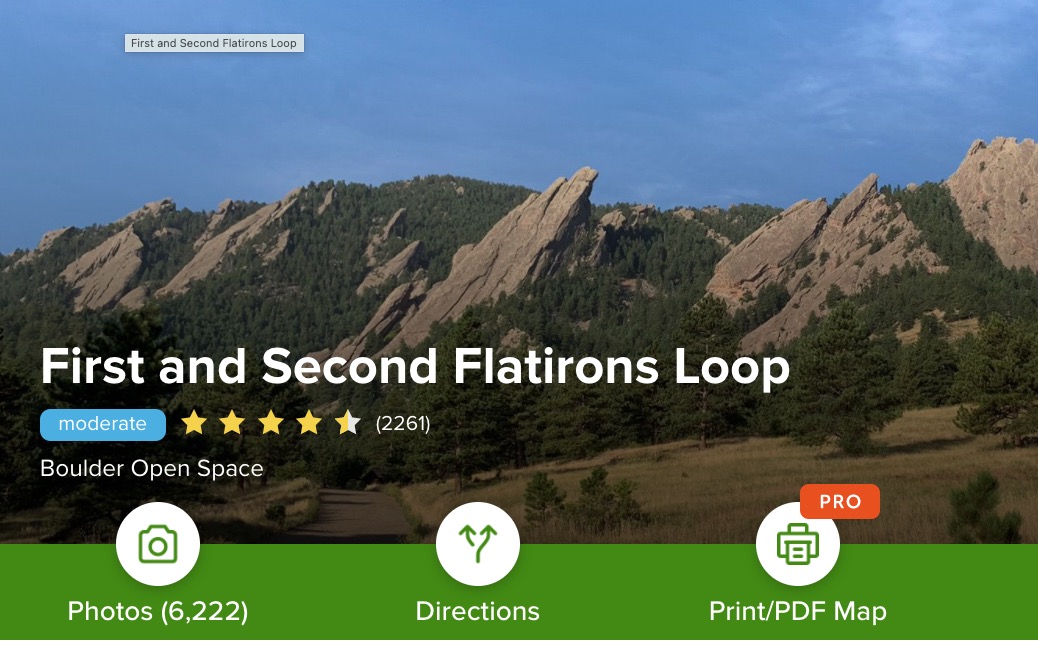 First and Second Flatirons Loop
First and Second Flatirons Loop
moderate (2261)
Boulder Open Space
PRO
Photos (6,222) Directions Print/PDF Map